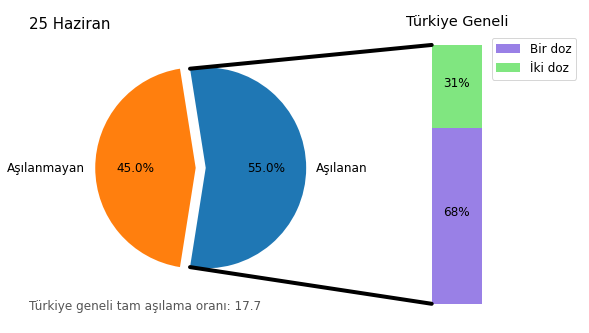 25 Haziran
Türkiye Geneli
Bir doz
İki doz
31%
Aşılanmayan
45.0%
55.0%
Aşılanan
68%
Türkiye geneli tam aşılama oranı: 17.7